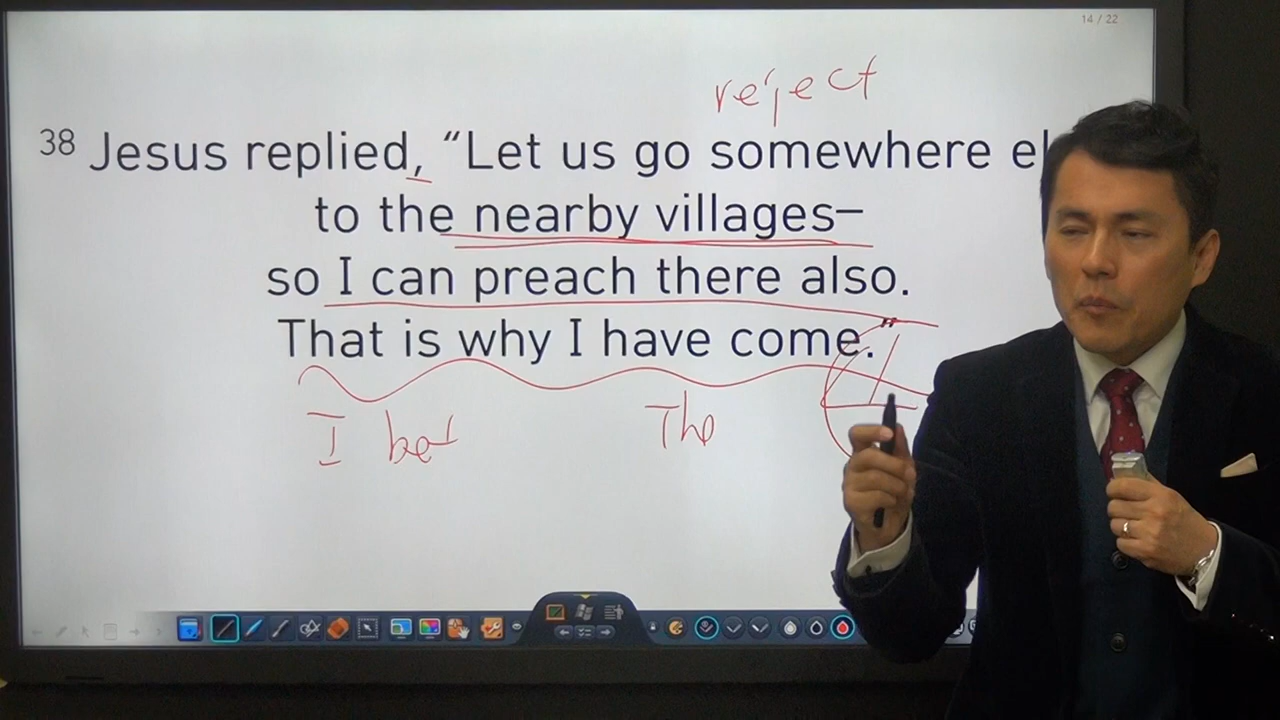 14 / 22
reject
38 Jesus replied, “Let us go somewhere el
to the nearby villages–
so I can preach there also.
That is why I have come.”
I bet The